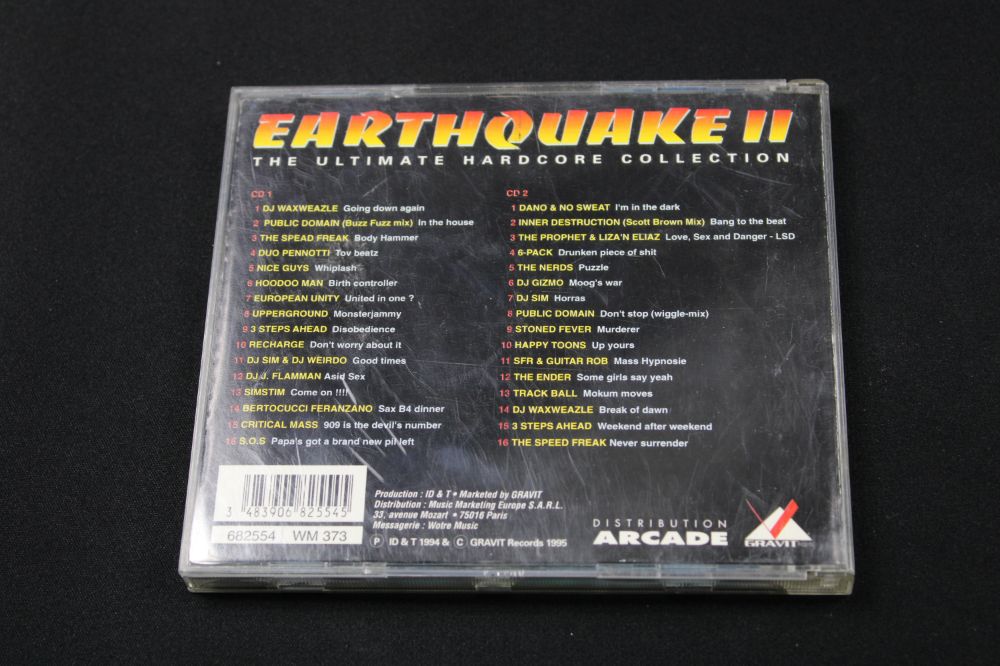 EARTHQUAKE II
THE ULTIMATE HARDCORE COLLECTION
CD 1
1 DJ WAXWEAZLE Going down again
2 PUBLIC DOMAIN (Buzz Fuzz mix) In the house
3 THE SPEAD FREAK Body Hammer
4 DUO PENNOTTI Tov beatz
5 NICE GUYS Whiplash
6 HOODOO MAN Birth controller
7 EUROPEAN UNITY United in one ?
8 UPPERGROUND Monsterjammy
9 3 STEPS AHEAD Disobedience
10 RECHARGE Don't worry about it
11 DJ SIM & DJ WEIRDO Good times
12 DJ J. FLAMMAN Asid Sex
13 SIMSTIM Come on !!!!
14 BERTOCUCCI FERANZANO Sax B4 dinner
15 CRITICAL MASS 909 is the devil's number
16 S.O.S Papa's got a brand new pil left
CD 2
1 DANO & NO SWEAT I'm in the dark
2 INNER DESTRUCTION (Scott Brown Mix) Bang to the beat
3 THE PROPHET & LIZA'N ELIAZ Love, Sex and Danger - LSD
4 6-PACK Drunken piece of shit
5 THE NERDS Puzzle
6 DJ GIZMO Moog's war
7 DJ SIM Horras
8 PUBLIC DOMAIN Don't stop (wiggle-mix)
9 STONED FEVER Murderer
10 HAPPY TOONS Up yours
11 SFR & GUITAR ROB Mass Hypnosie
12 THE ENDER Some girls say yeah
13 TRACK BALL Mokum moves
14 DJ WAXWEAZLE Break of dawn
15 3 STEPS AHEAD Weekend after weekend
16 THE SPEED FREAK Never surrender
3 483906 825545
682554 WM 373
Production : ID & T • Marketed by GRAVIT
Distribution : Music Marketing Europe S.A.R.L.
33, avenue Mozart • 75016 Paris
Messagerie : Wotre Music
Ⓟ ID & T 1994 & © GRAVIT Records 1995
DISTRIBUTION
ARCADE
GRAVIT